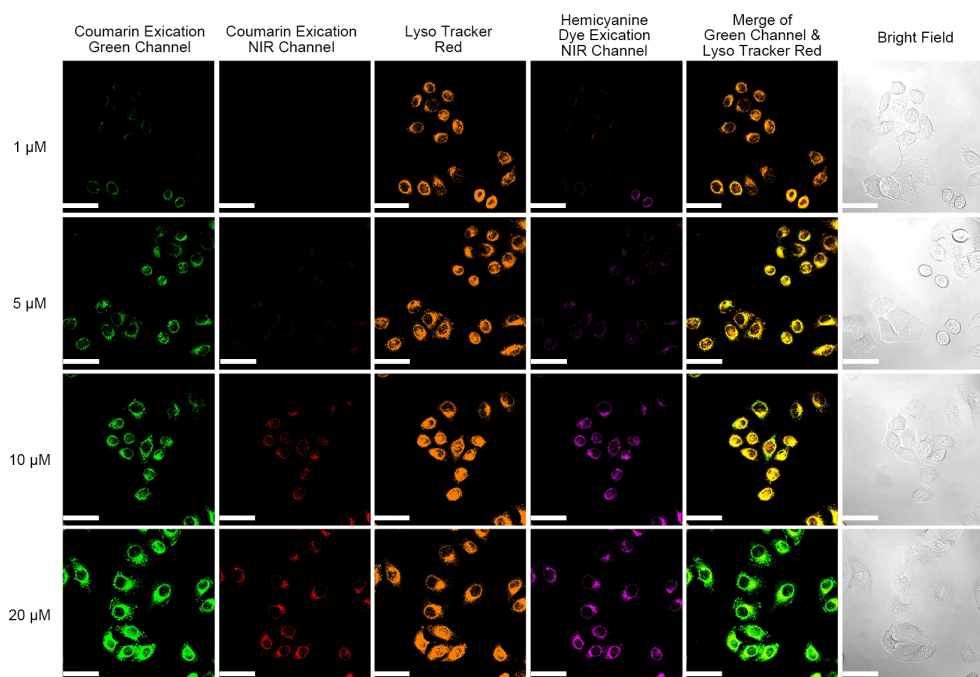 Coumarin Exication
Green Channel
Coumarin Exication
NIR Channel
Lyso Tracker
Red
Hemicyanine
Dye Exication
NIR Channel
Merge of
Green Channel &
Lyso Tracker Red
Bright Field
1 µM
5 µM
10 µM
20 µM